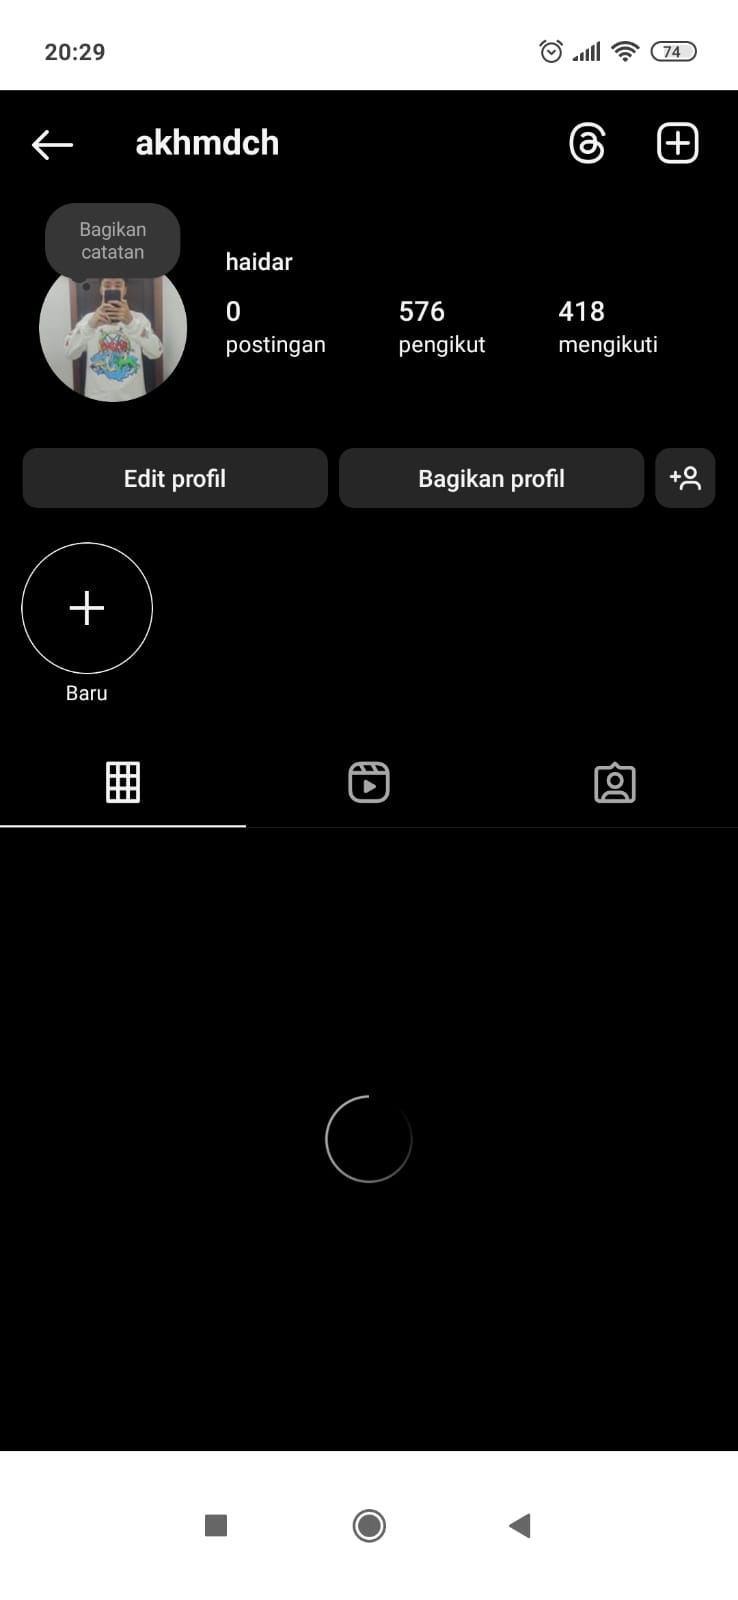 20:29
74
akhmdch
Bagikan
catatan
haidar
0
576
418
postingan
pengikut
mengikuti
Edit profil
Bagikan profil
Baru